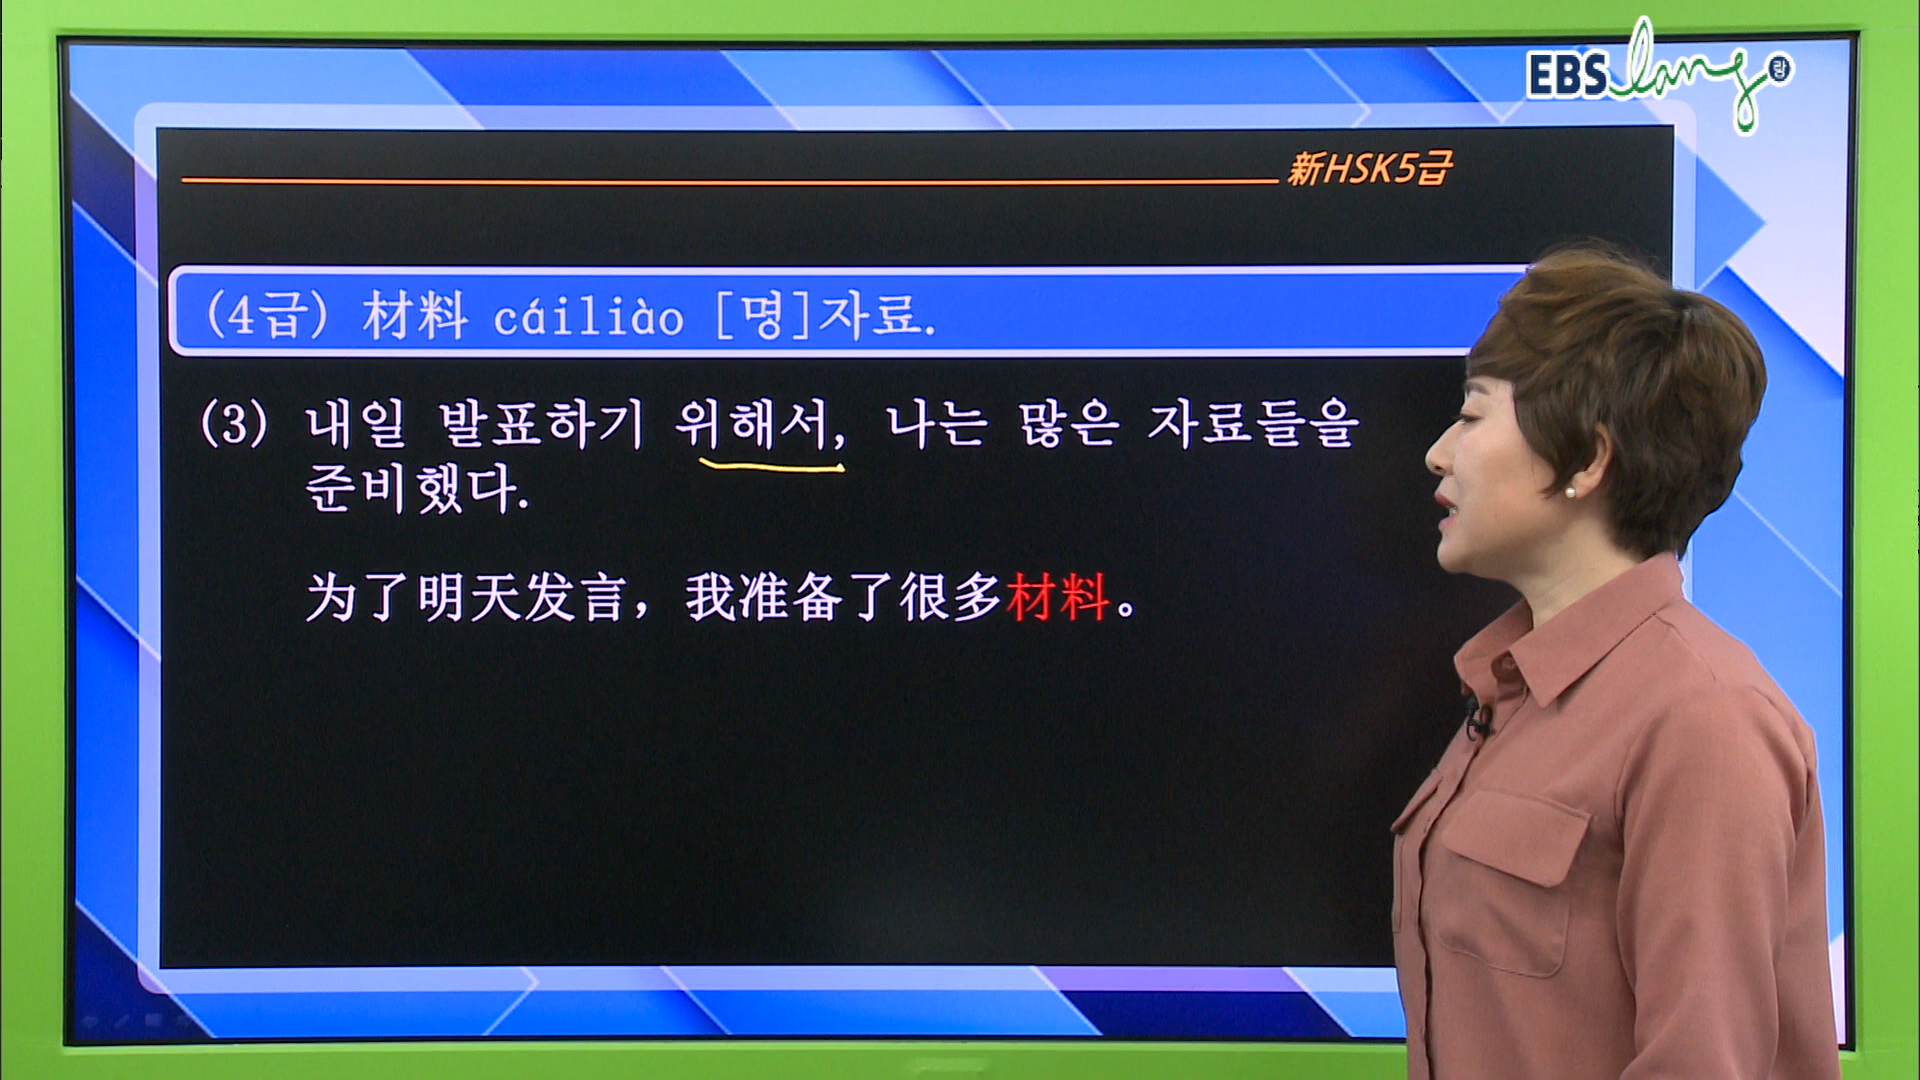 EBS lang 랑
新HSK5급
(4급) 材料 cáiliào [명]자료.
(3) 내일 발표하기 위해서, 나는 많은 자료들을
준비했다.
为了明天发言，我准备了很多材料。